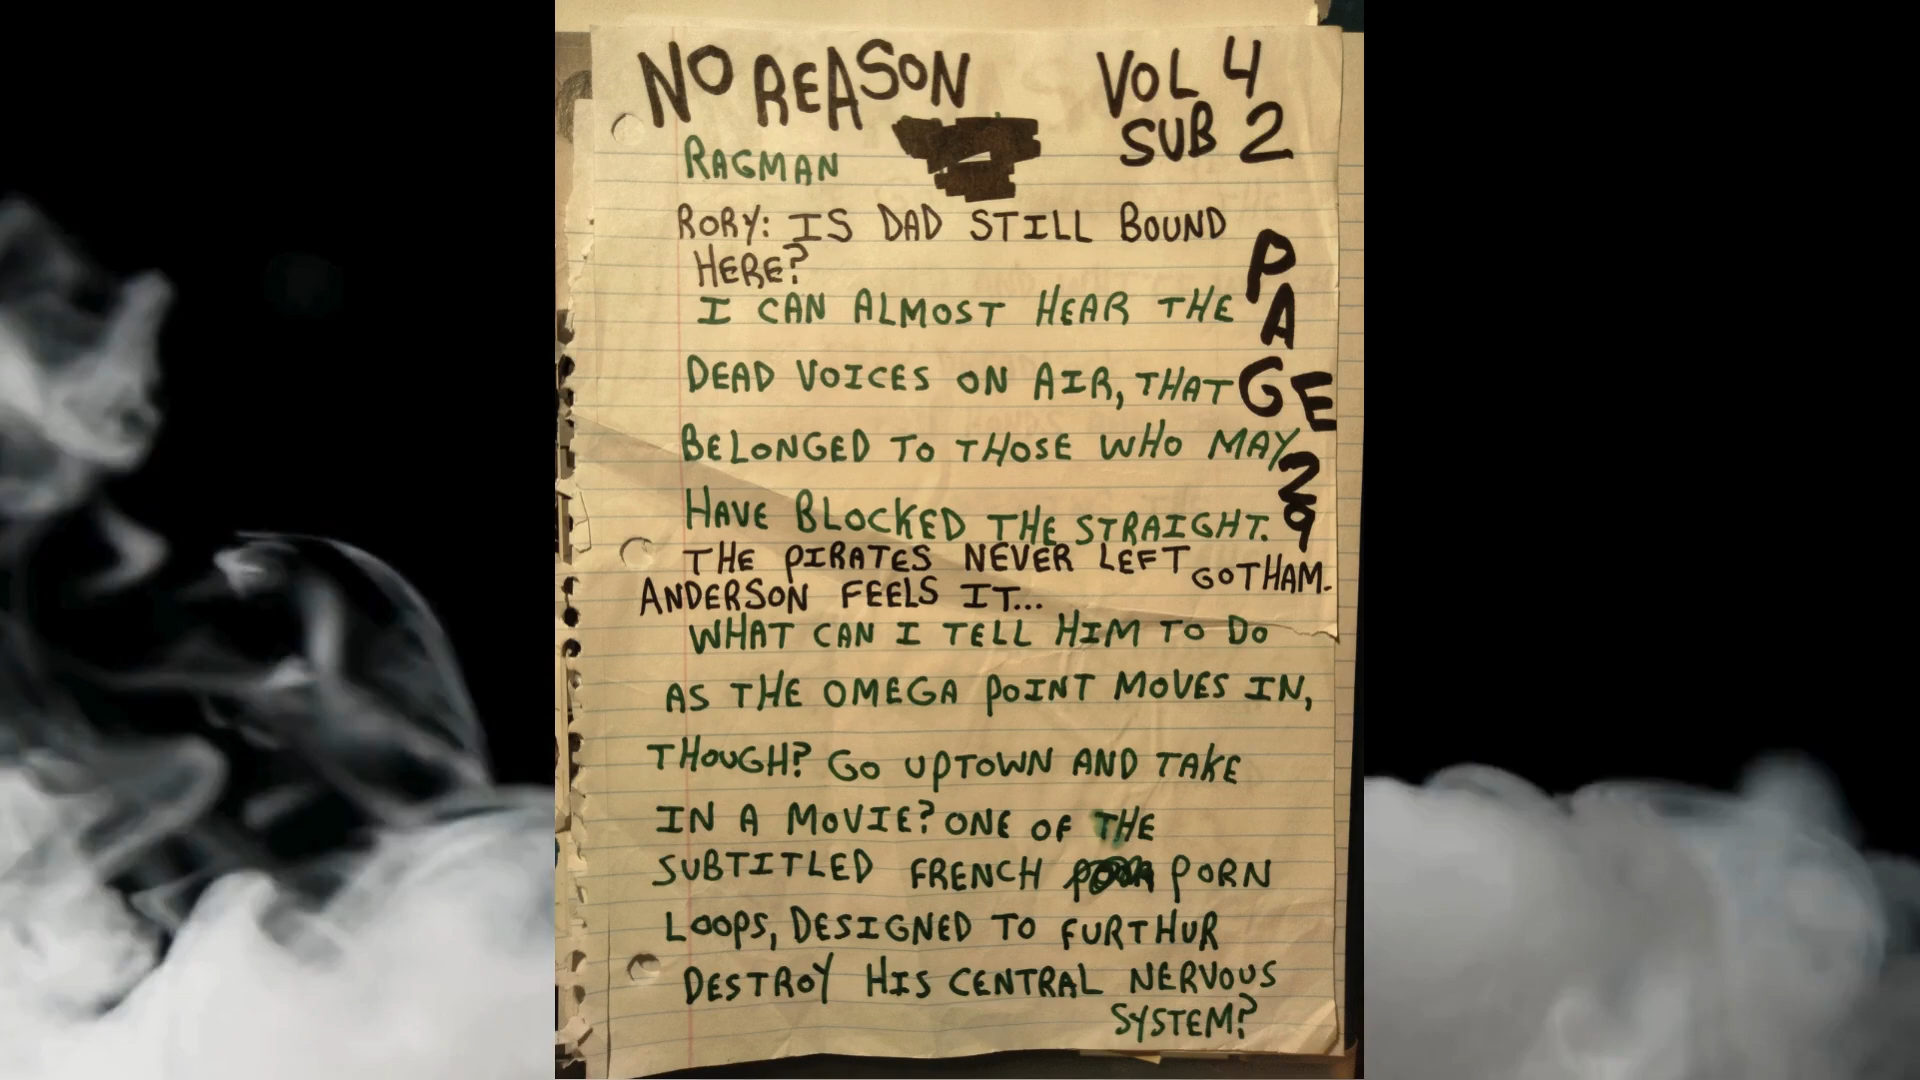 NO REASON VOL 4
SUB 2
RAGMAN
RORY: IS DAD STILL BOUND
HERE?
I CAN ALMOST HEAR THE
DEAD VOICES ON AIR, THAT
BELONGED TO THOSE WHO MAY
HAVE BLOCKED THE STRAIGHT.
THE PIRATES NEVER LEFT GOTHAM.
ANDERSON FEELS IT...
WHAT CAN I TELL HIM TO DO
AS THE OMEGA POINT MOVES IN,
THOUGH? GO UPTOWN AND TAKE
IN A MOVIE? ONE OF THE
SUBTITLED FRENCH PORN
LOOPS, DESIGNED TO FURTHUR
DESTROY HIS CENTRAL NERVOUS
SYSTEM?
PAGE 29